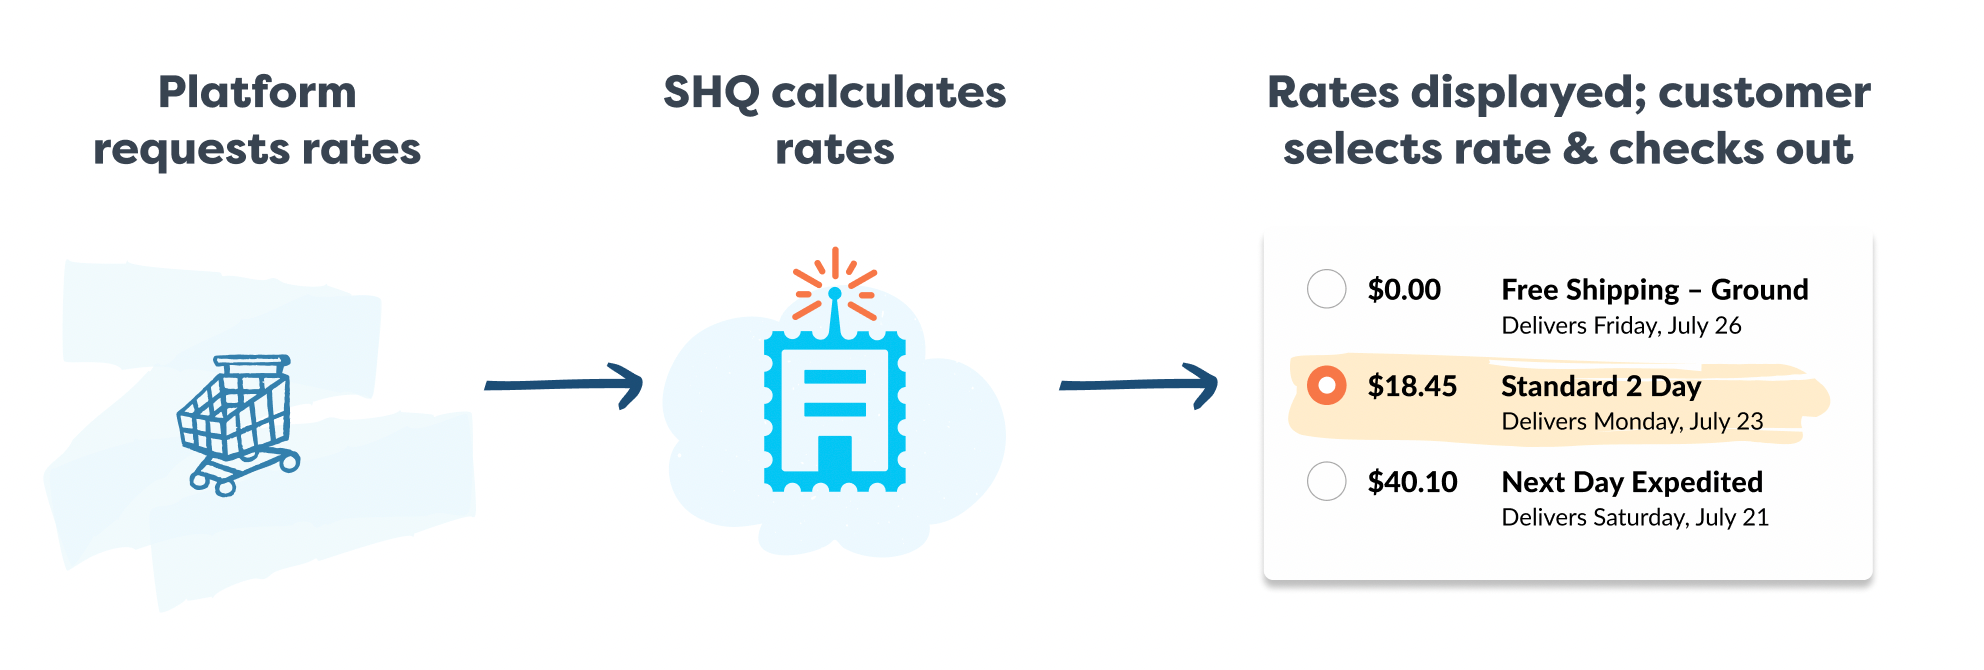 Platform
requests rates
SHQ calculates
rates
Rates displayed; customer
selects rate & checks out
$0.00 Free Shipping – Ground
Delivers Friday, July 26
$18.45 Standard 2 Day
Delivers Monday, July 23
$40.10 Next Day Expedited
Delivers Saturday, July 21